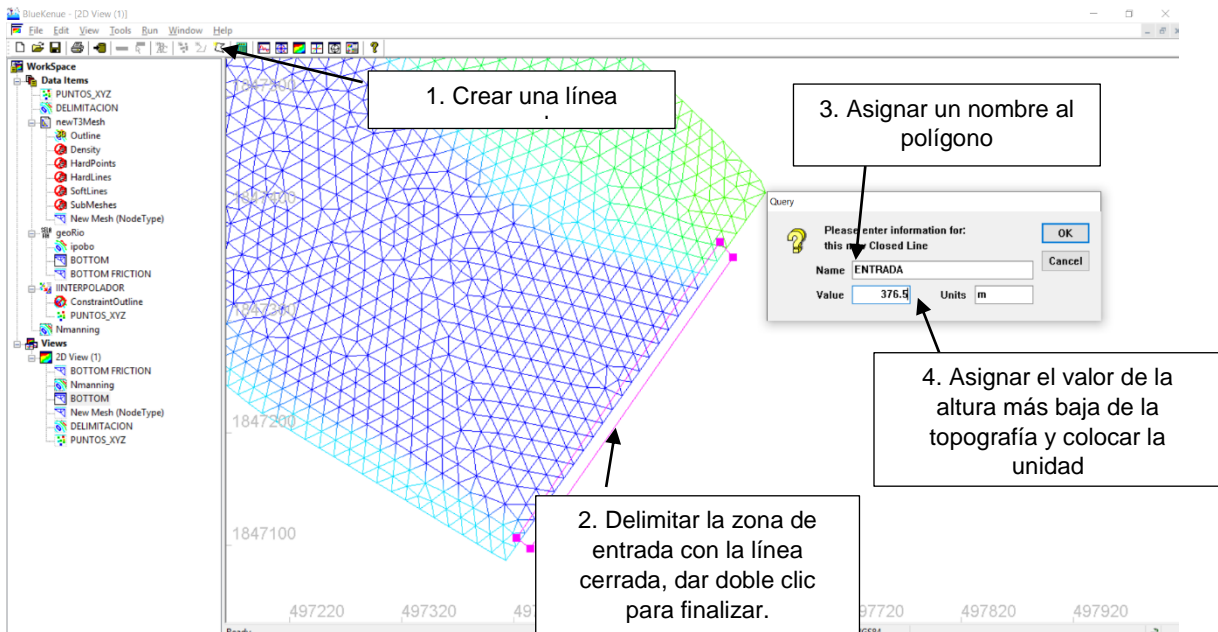 BlueKenue - [2D View (1)]
File Edit View Tools Run Window Help
WorkSpace
Data Items
PUNTOS_XYZ
DELIMITACION
newT3Mesh
Outline
Density
HardPoints
HardLines
SoftLines
SubMeshes
New Mesh (NodeType)
geoRio
ipobo
BOTTOM
BOTTOM FRICTION
IINTERPOLADOR
ConstraintOutline
PUNTOS_XYZ
Nmanning
Views
2D View (1)
BOTTOM FRICTION
Nmanning
BOTTOM
New Mesh (NodeType)
DELIMITACION
PUNTOS_XYZ
1. Crear una línea
3. Asignar un nombre al
polígono
Query
Please enter information for:
this new Closed Line
OK
Cancel
Name ENTRADA
Value 376.5 Units m
4. Asignar el valor de la
altura más baja de la
topografía y colocar la
unidad
2. Delimitar la zona de
entrada con la línea
cerrada, dar doble clic
para finalizar.
1847500
1847400
1847300
1847200
1847100
497220 497320 497820 497920
Ready